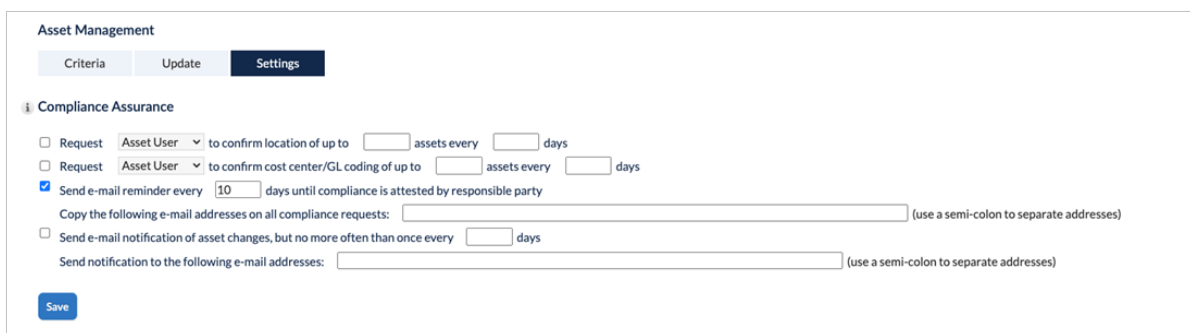 Asset Management
Criteria Update Settings
i Compliance Assurance
Request Asset User to confirm location of up to assets every days
Request Asset User to confirm cost center/GL coding of up to assets every days
Send e-mail reminder every 10 days until compliance is attested by responsible party
Copy the following e-mail addresses on all compliance requests: (use a semi-colon to separate addresses)
Send e-mail notification of asset changes, but no more often than once every days
Send notification to the following e-mail addresses: (use a semi-colon to separate addresses)
Save